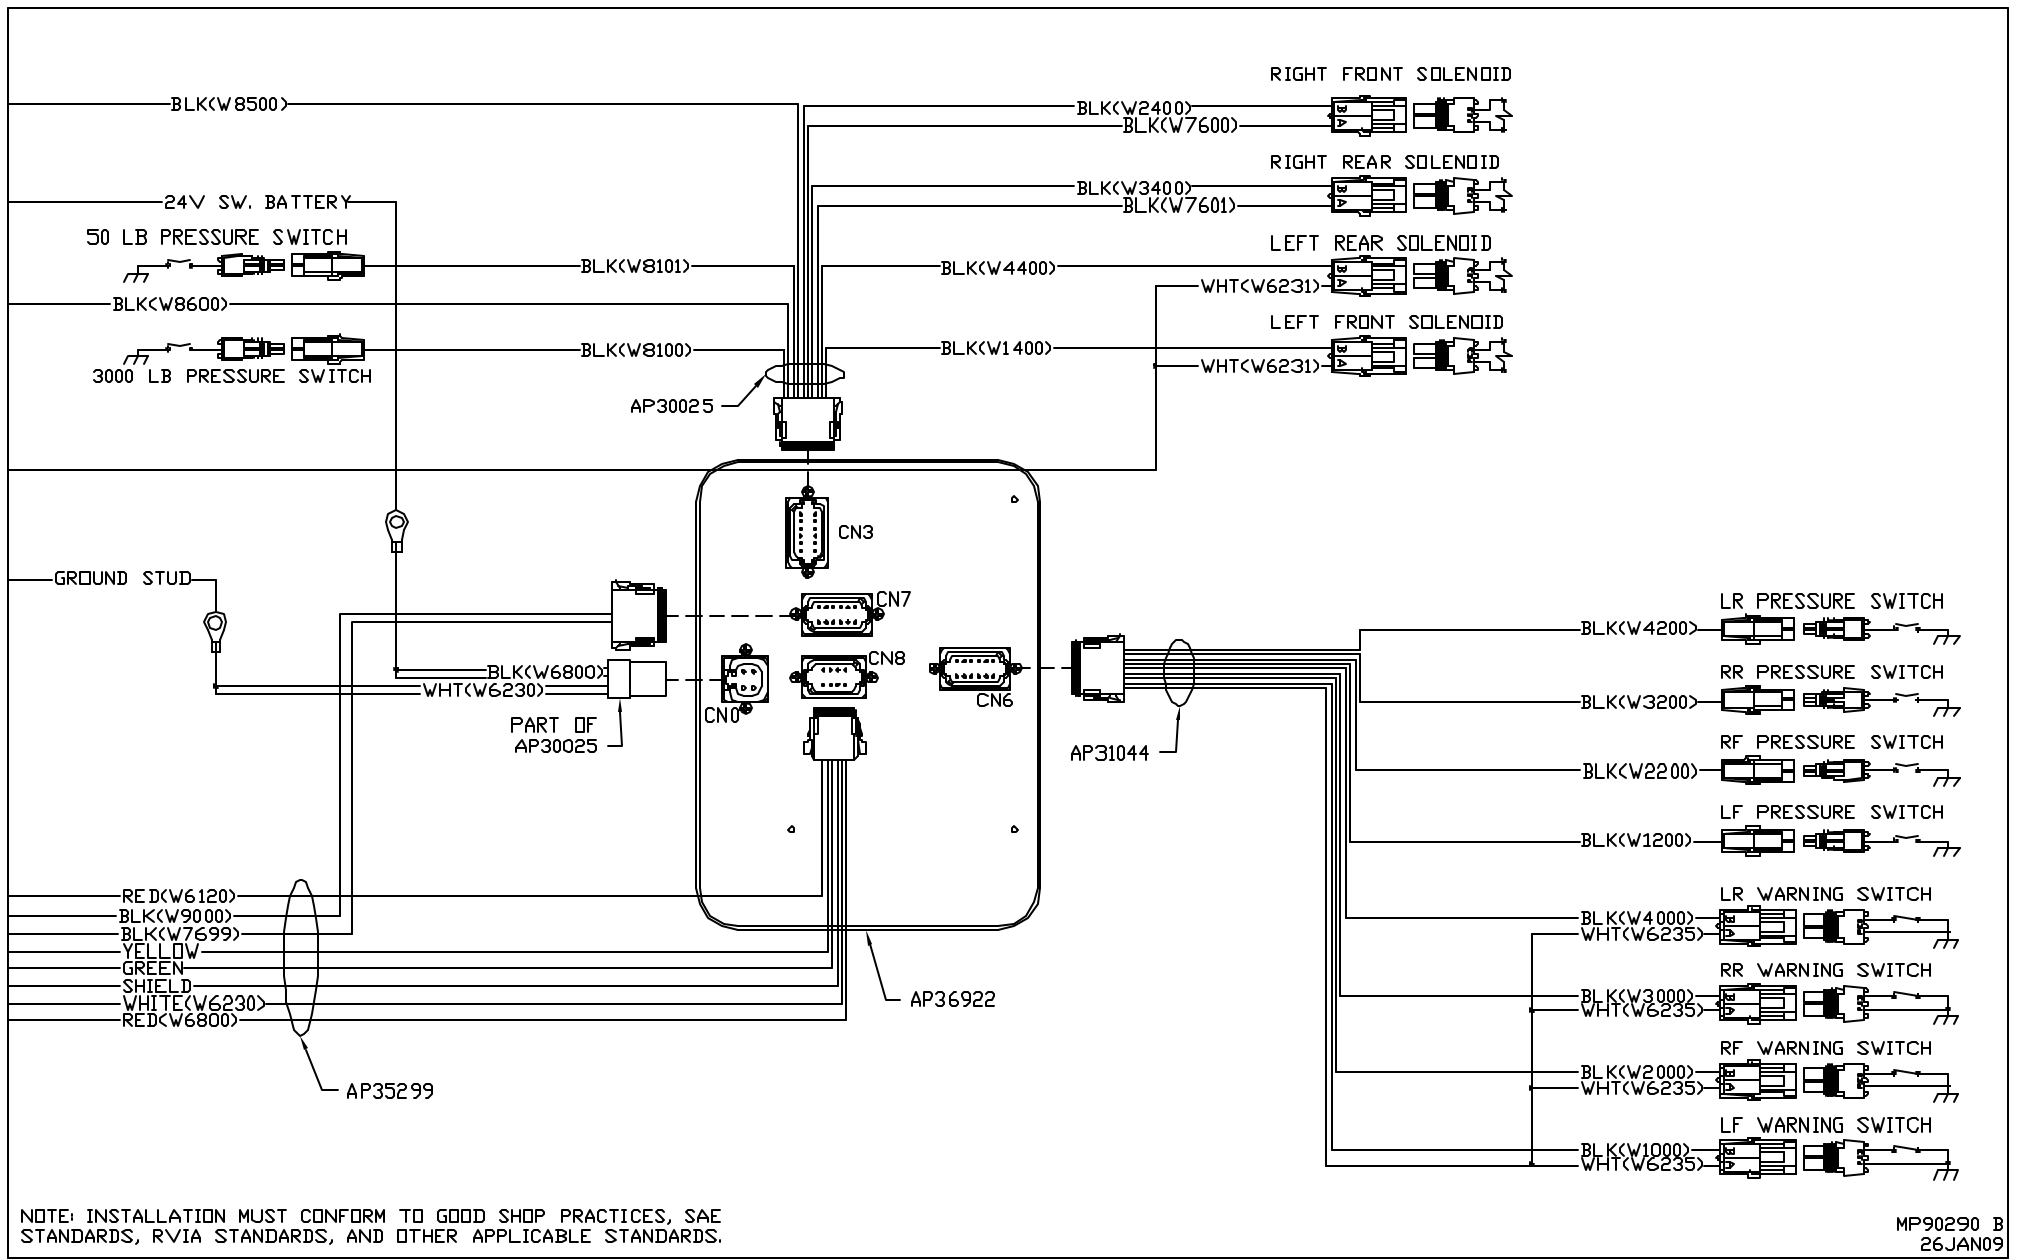 RIGHT FRONT SOLENOID
BLK(W8500)
BLK(W2400)
B
A
BLK(W7600)
RIGHT REAR SOLENOID
BLK(W3400)
B
A
BLK(W7601)
24V SW. BATTERY
50 LB PRESSURE SWITCH
BLK(W8101)
LEFT REAR SOLENOID
BLK(W4400)
B
A
WHT(W6231)
BLK(W8600)
LEFT FRONT SOLENOID
BLK(W8100)
BLK(W1400)
B
A
WHT(W6231)
3000 LB PRESSURE SWITCH
AP30025
CN3
GROUND STUD
CN7
CN8
BLK(W6800)
WHT(W6230)
CN6
CN0
PART OF
AP30025
AP31044
LR PRESSURE SWITCH
BLK(W4200)
RR PRESSURE SWITCH
BLK(W3200)
RF PRESSURE SWITCH
BLK(W2200)
LF PRESSURE SWITCH
BLK(W1200)
LR WARNING SWITCH
BLK(W4000)
B
A
WHT(W6235)
RR WARNING SWITCH
BLK(W3000)
B
A
WHT(W6235)
RF WARNING SWITCH
BLK(W2000)
B
A
WHT(W6235)
LF WARNING SWITCH
BLK(W1000)
B
A
WHT(W6235)
RED(W6120)
BLK(W9000)
BLK(W7699)
YELLOW
GREEN
SHIELD
WHITE(W6230)
RED(W6800)
AP36922
AP35299
NOTE: INSTALLATION MUST CONFORM TO GOOD SHOP PRACTICES, SAE
STANDARDS, RVIA STANDARDS, AND OTHER APPLICABLE STANDARDS.
MP90290 B
26JAN09